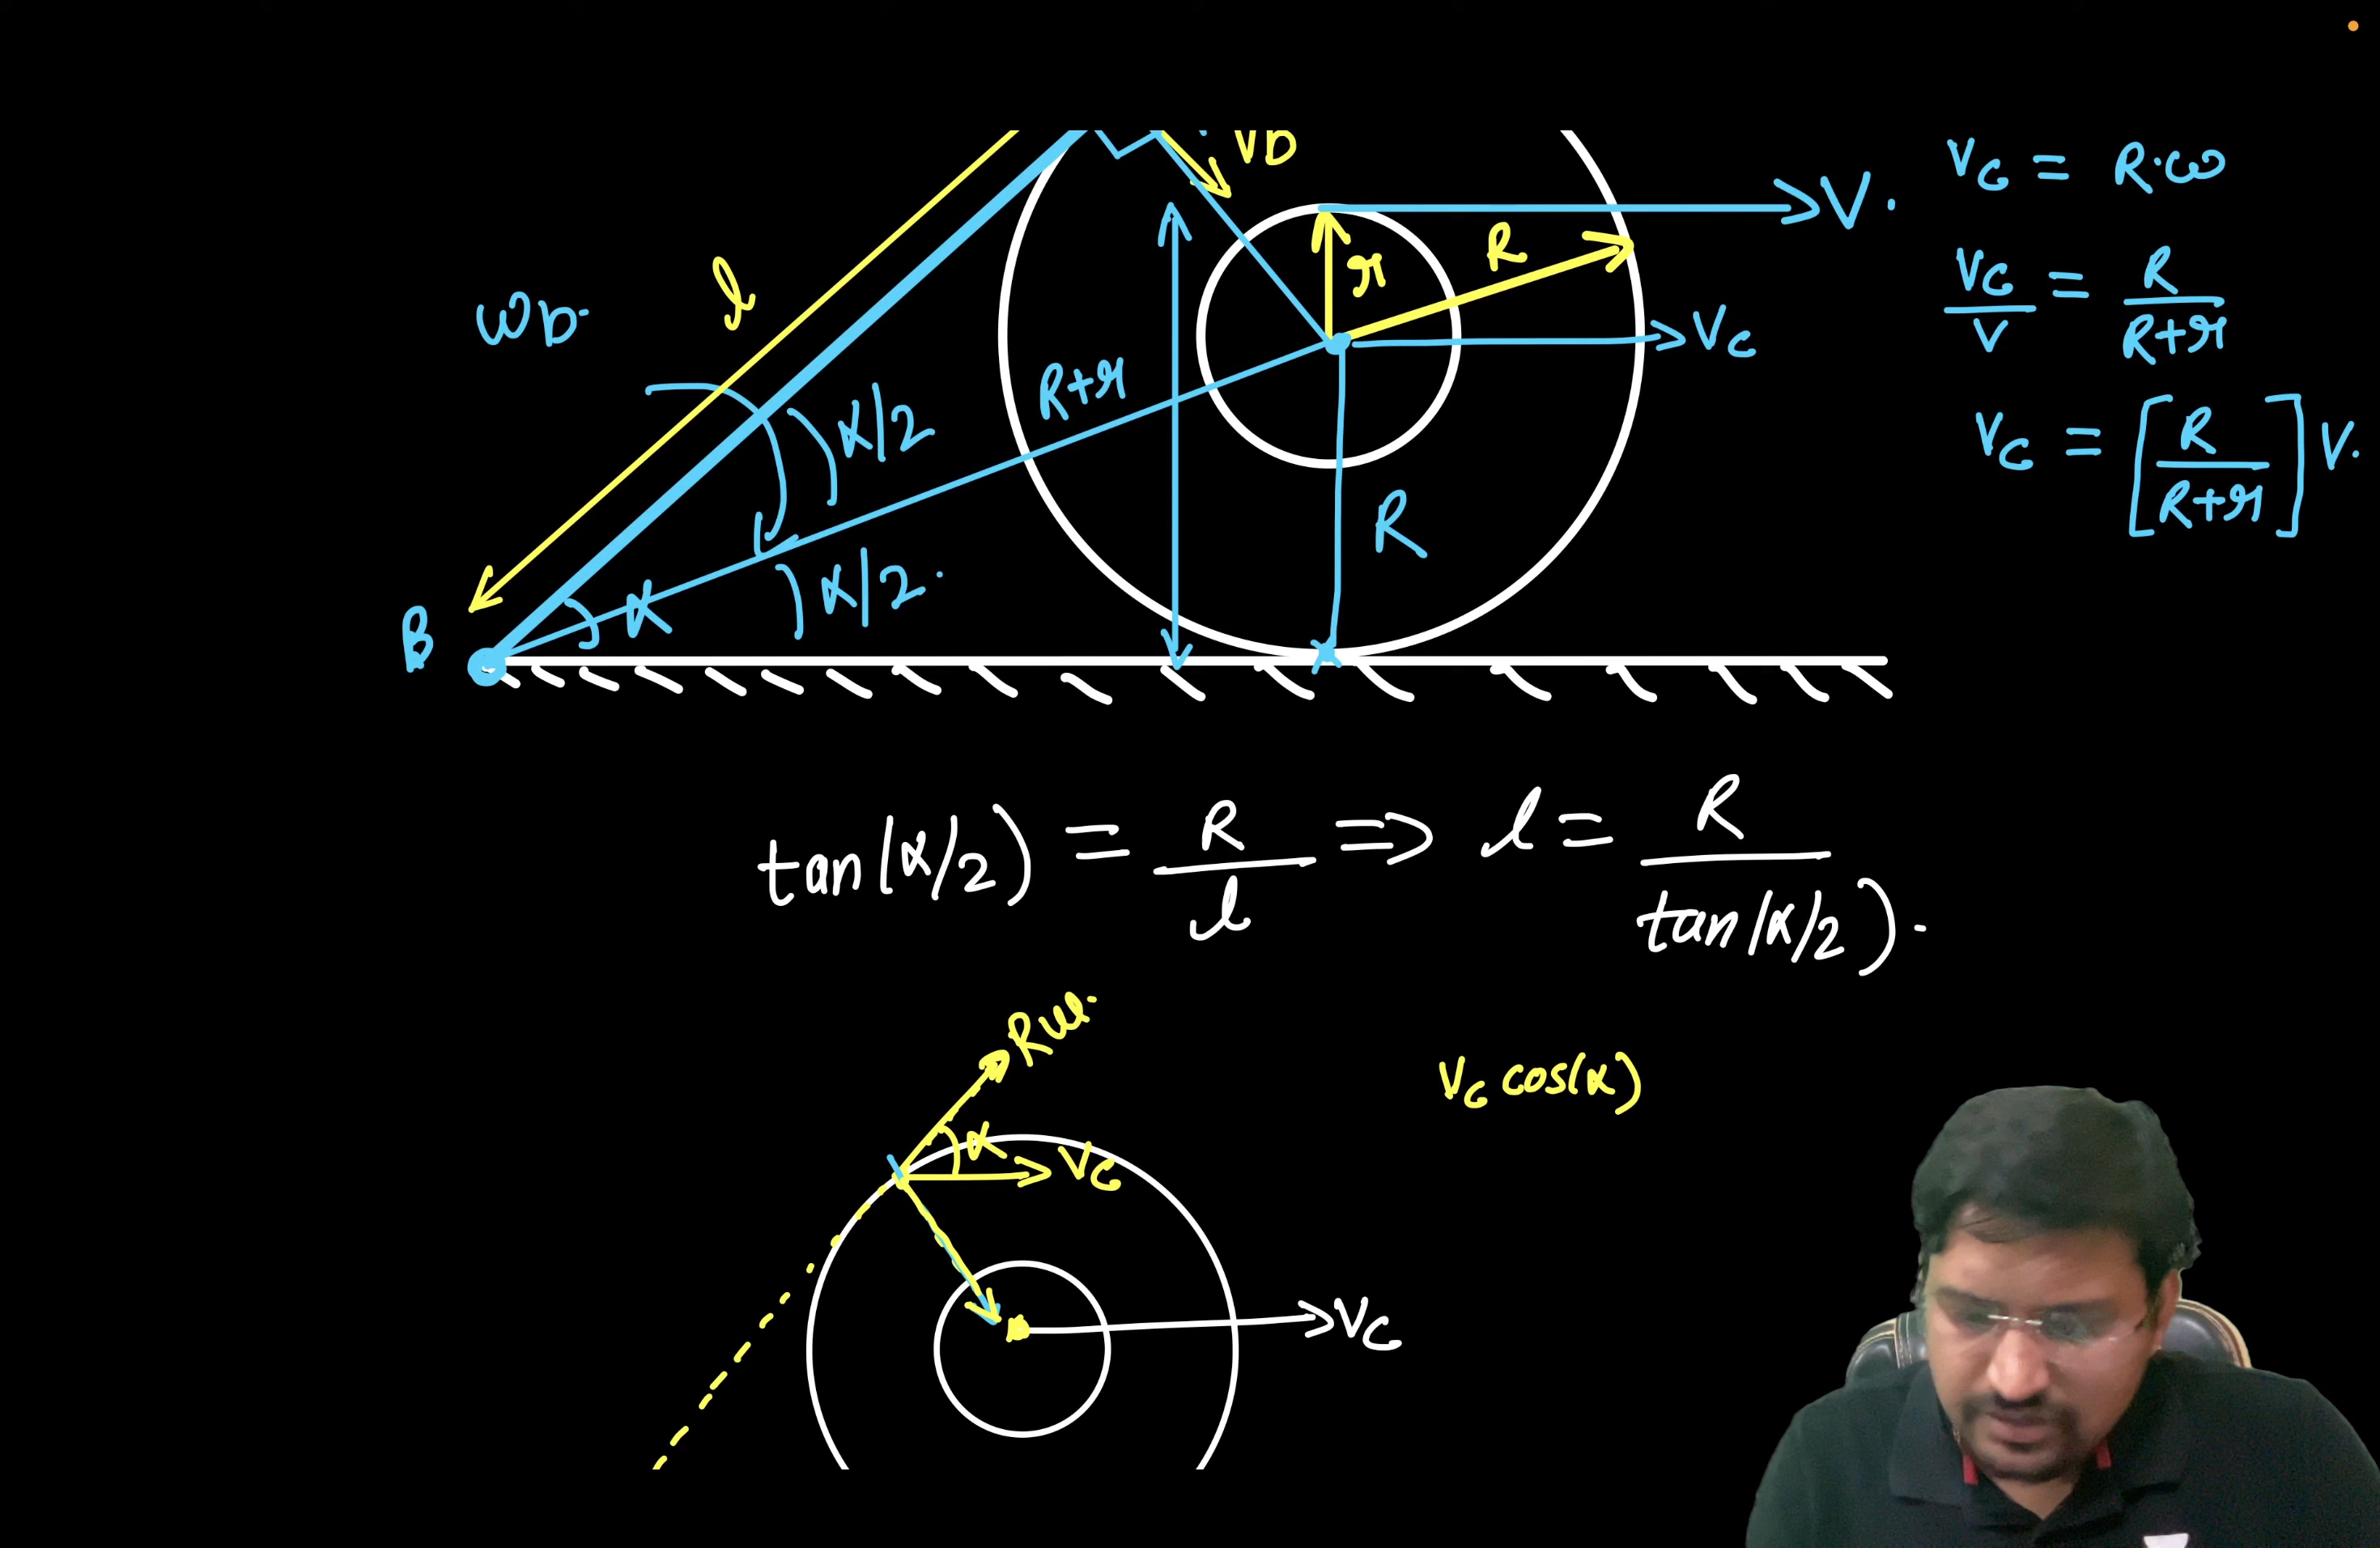 VD
V.
VC = R.ω
ωD.
l
r
R
VC/V = R/R+r
VC
R+r
α/2
VC = [R/R+r] V.
R
α/2.
α
B
tan(α/2) = R/l => l = R/tan(α/2).
Rω.
VC cos(α)
α
VC
VC